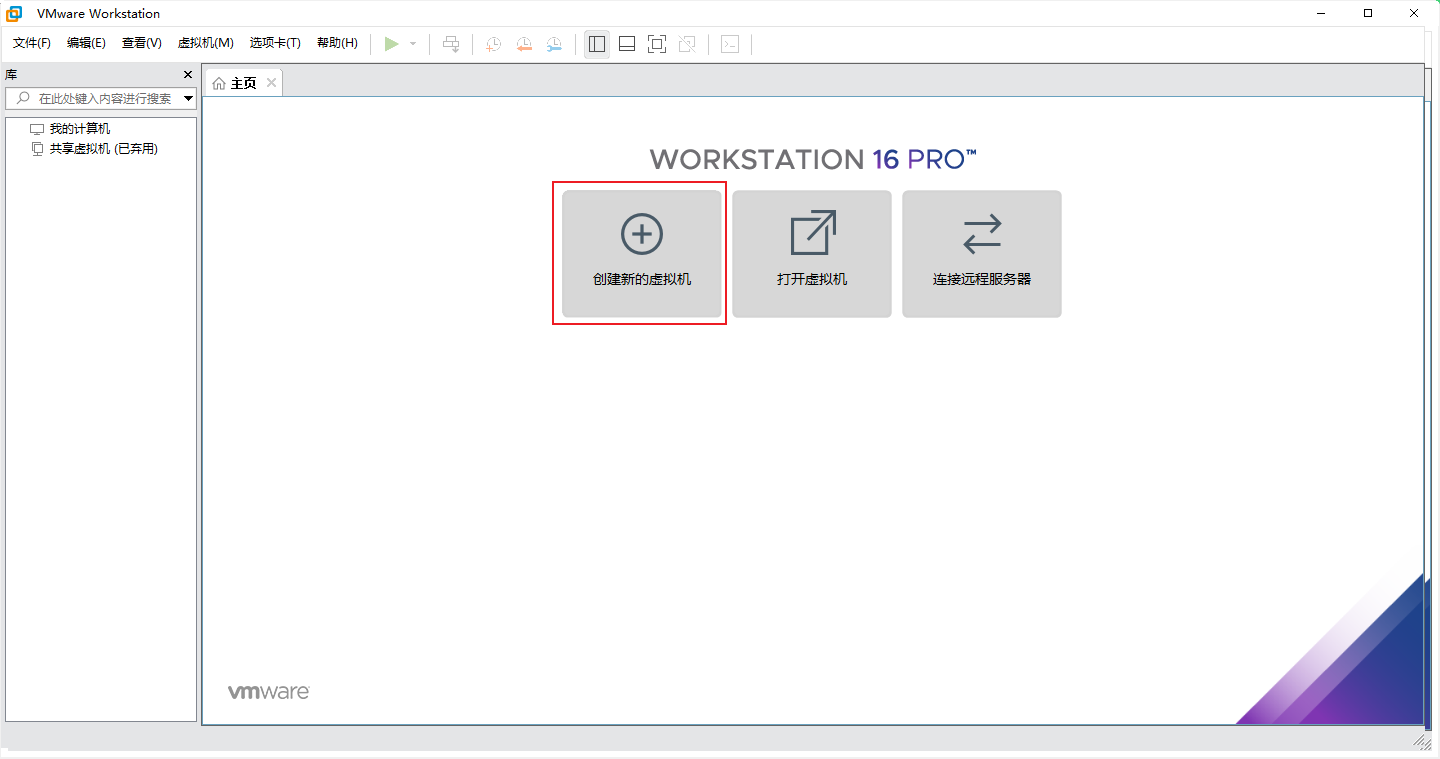 VMware Workstation
文件(F) 编辑(E) 查看(V) 虚拟机(M) 选项卡(T) 帮助(H)
库
在此处键入内容进行搜索
我的计算机
共享虚拟机 (已弃用)
主页
WORKSTATION 16 PRO™
创建新的虚拟机
打开虚拟机
连接远程服务器
vmware